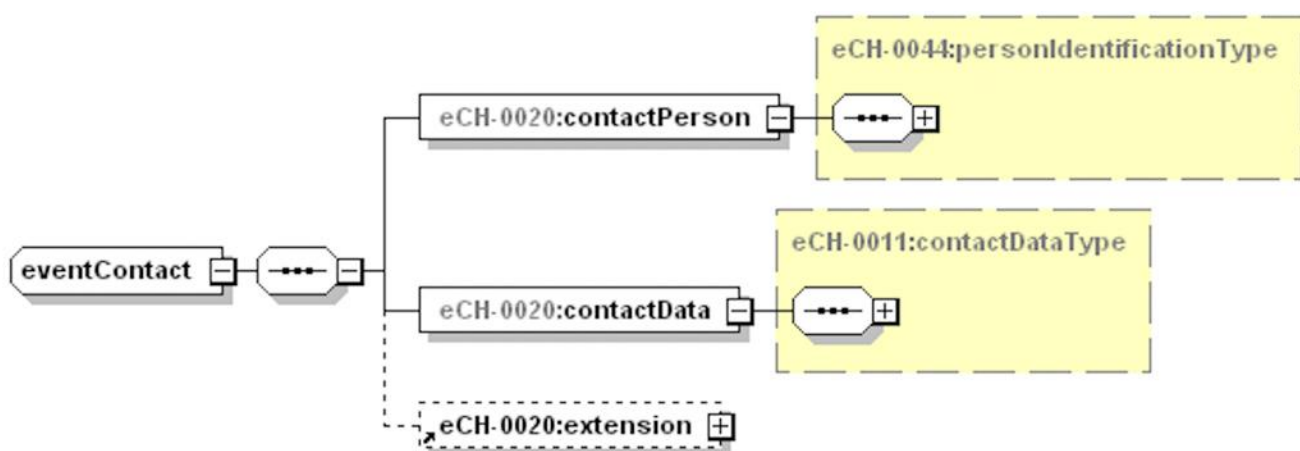 eCH-0044:personIdentificationType
eCH-0020:contactPerson
eCH-0011:contactDataType
eventContact
eCH-0020:contactData
eCH-0020:extension